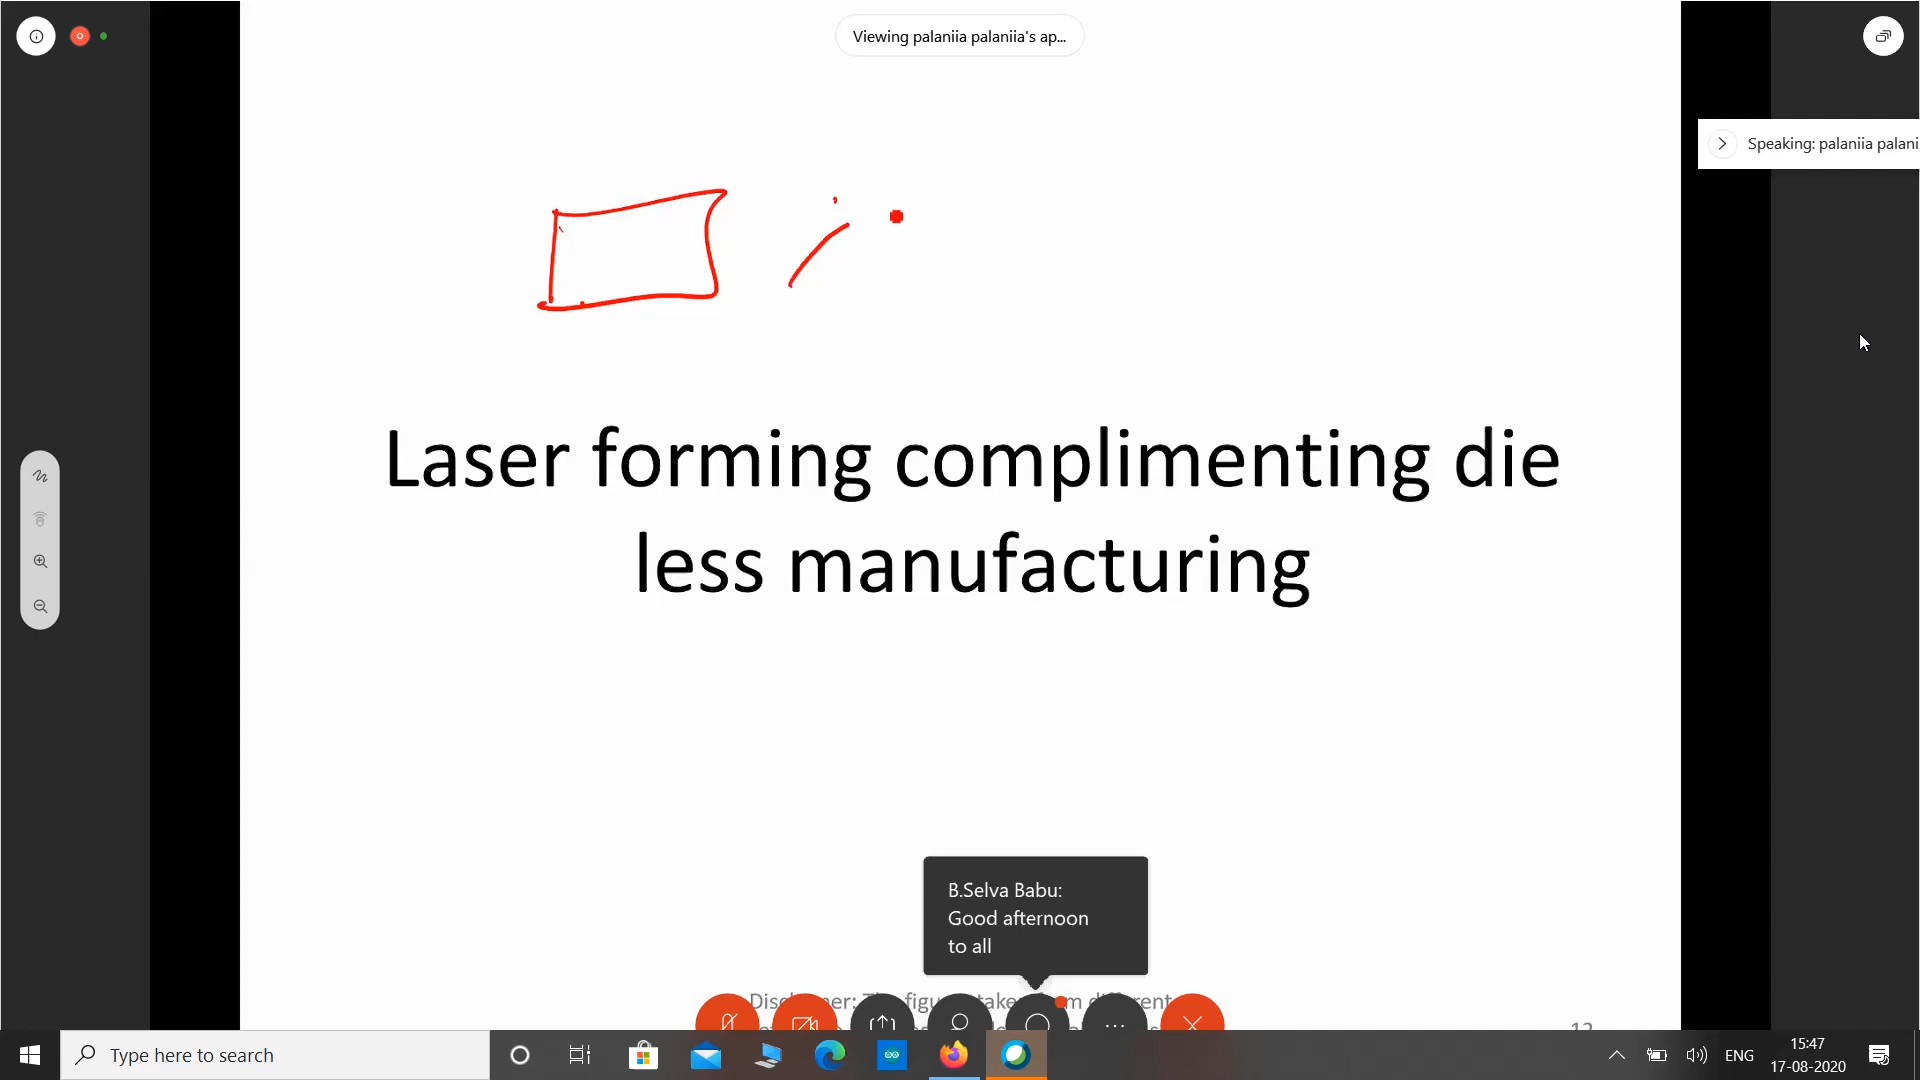 Viewing palaniia palaniia's ap...
Speaking: palaniia palani
Laser forming complimenting die
less manufacturing
B.Selva Babu:
Good afternoon
to all
Type here to search
ENG
15:47
17-08-2020